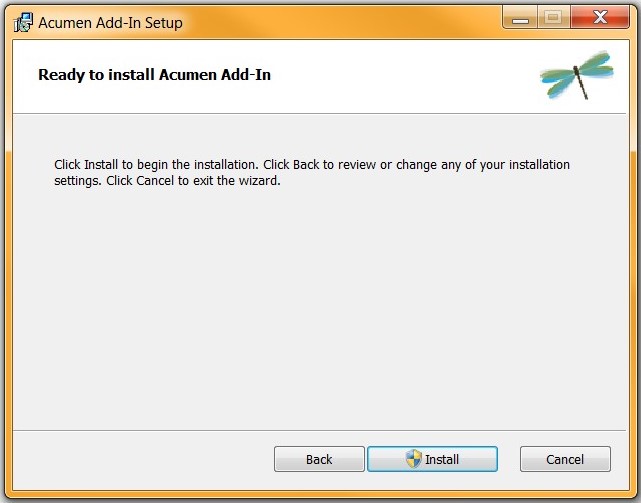 Acumen Add-In Setup
Ready to install Acumen Add-In
Click Install to begin the installation. Click Back to review or change any of your installation
settings. Click Cancel to exit the wizard.
Back
Install
Cancel